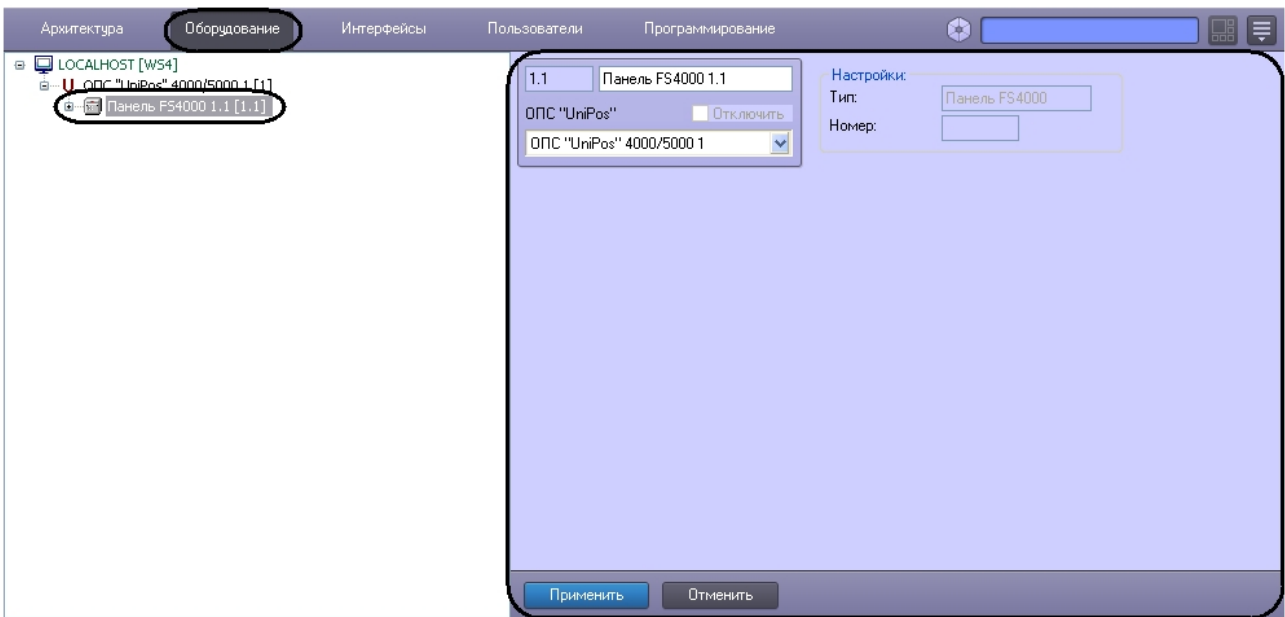 Архитектура Оборудование Интерфейсы Пользователи Программирование
LOCALHOST [WS4]
ОПС "UniPos" 4000/5000 1 [1]
Панель FS4000 1.1 [1.1]
1.1 Панель FS4000 1.1
ОПС "UniPos" Отключить
ОПС "UniPos" 4000/5000 1
Настройки:
Тип: Панель FS4000
Номер:
Применить Отменить